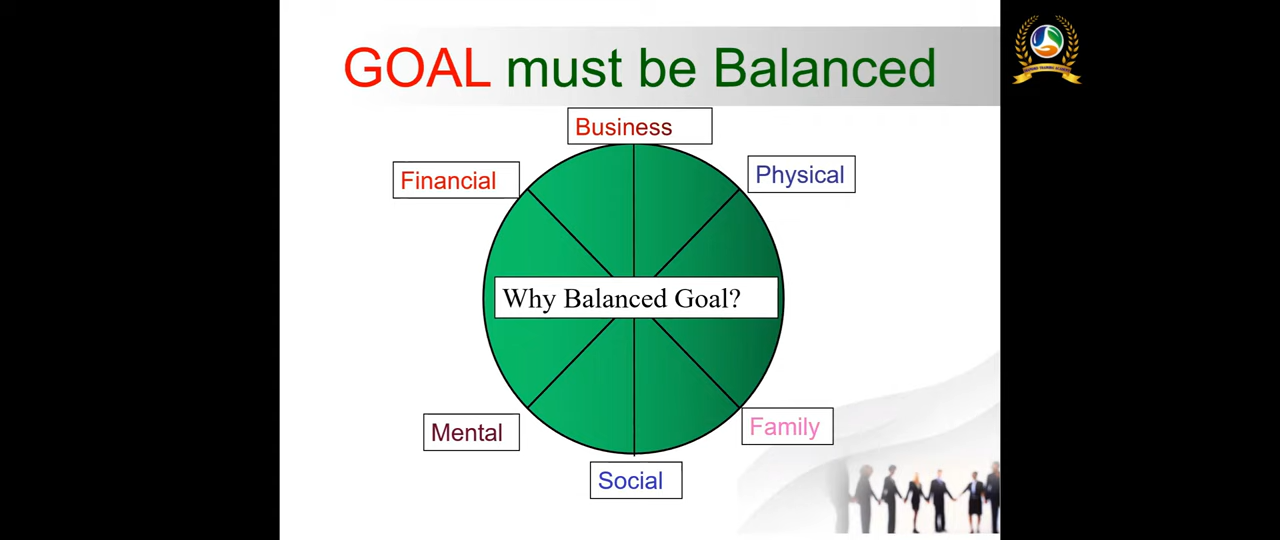 GOAL must be Balanced
Business
Financial
Physical
Why Balanced Goal?
Mental
Family
Social